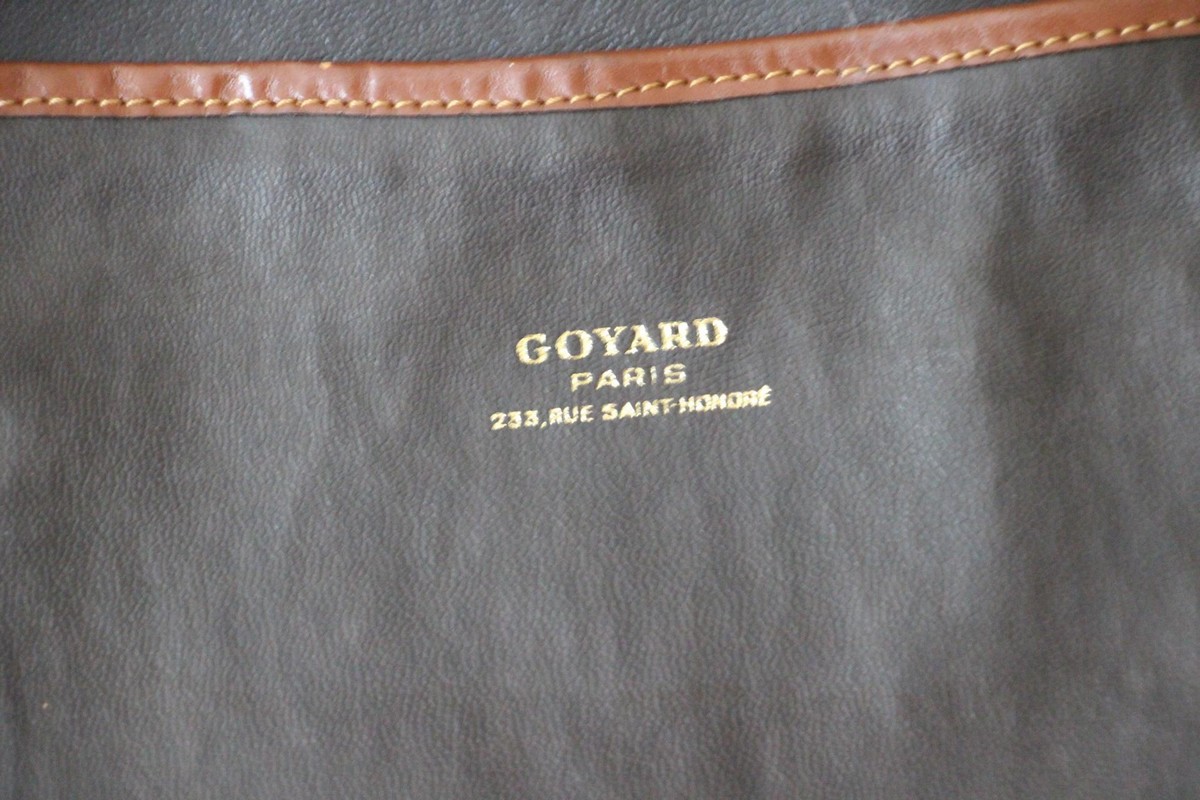 GOYARD
PARIS
233, RUE SAINT-HONORÉ